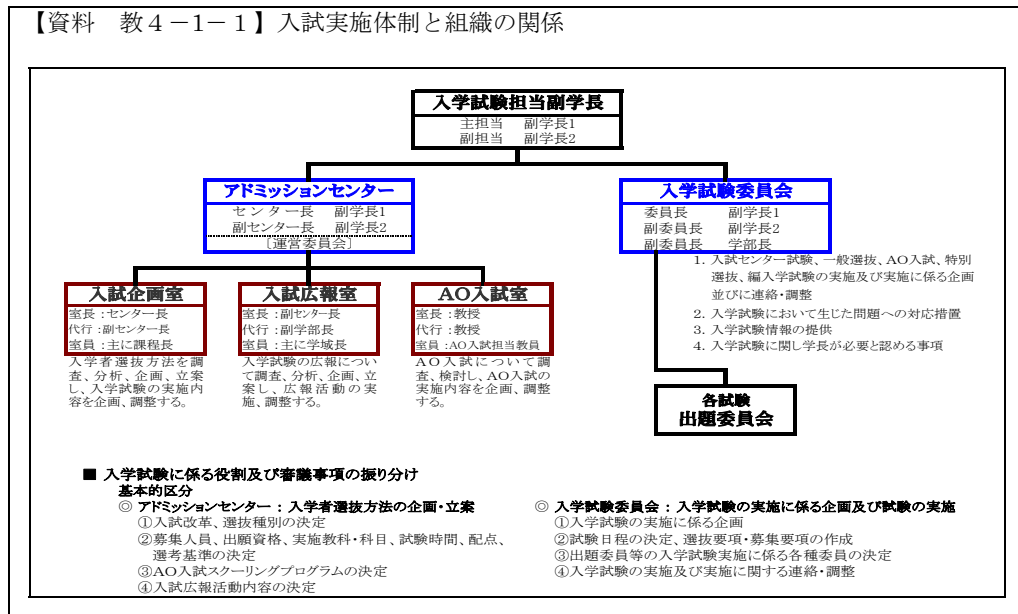 【資料　教4－1－1】入試実施体制と組織の関係
入学試験担当副学長
主担当　副学長1
副担当　副学長2
アドミッションセンター
センター長　副学長1
副センター長　副学長2
〔運営委員会〕
入学試験委員会
委員長　副学長1
副委員長　副学長2
副委員長　学部長
1. 入試センター試験、一般選抜、AO入試、特別
選抜、編入学試験の実施及び実施に係る企画
並びに連絡・調整
2. 入学試験において生じた問題への対応措置
3. 入学試験情報の提供
4. 入学試験に関し学長が必要と認める事項
入試企画室
室長：センター長
代行：副センター長
室員：主に課程長
入学者選抜方法を調
査、分析、企画、立案
し、入学試験の実施内
容を企画、調整する。
入試広報室
室長：副センター長
代行：副学部長
室員：主に学域長
入学試験の広報につい
て調査、分析、企画、立
案し、広報活動の実
施、調整する。
AO入試室
室長：教授
代行：教授
室員：AO入試担当教員
AO入試について調
査、検討し、AO入試の
実施内容を企画、調整
する。
各試験
出題委員会
■ 入学試験に係る役割及び審議事項の振り分け
基本的区分
◎ アドミッションセンター：入学者選抜方法の企画・立案
①入試改革、選抜種別の決定
②募集人員、出願資格、実施教科・科目、試験時間、配点、
選考基準の決定
③AO入試スクーリングプログラムの決定
④入試広報活動内容の決定
◎ 入学試験委員会：入学試験の実施に係る企画及び試験の実施
①入学試験の実施に係る企画
②試験日程の決定、選抜要項・募集要項の作成
③出題委員等の入学試験実施に係る各種委員の決定
④入学試験の実施及び実施に関する連絡・調整